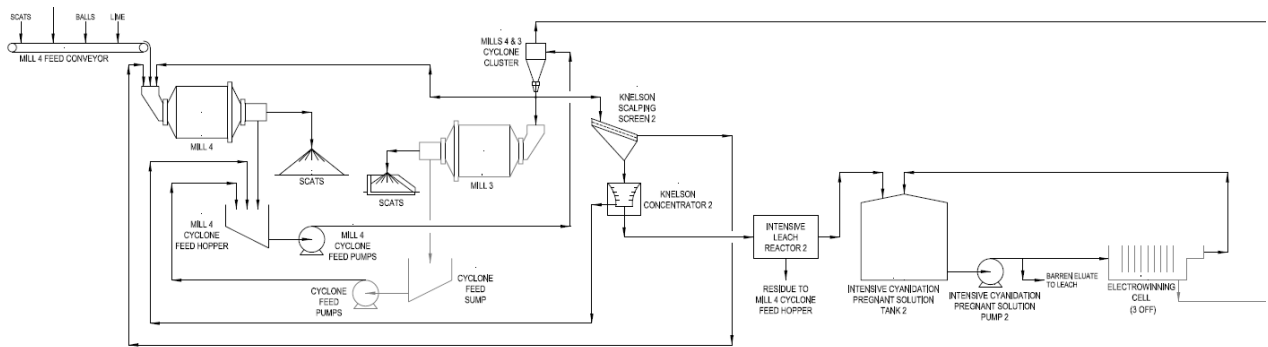 SCATS
BALLS
LIME
MILL 4 FEED CONVEYOR
MILLS 4 & 3
CYCLONE
CLUSTER
KNELSON
SCALPING
SCREEN 2
MILL 4
SCATS
SCATS
MILL 3
KNELSON
CONCENTRATOR 2
MILL 4
CYCLONE
FEED HOPPER
MILL 4
CYCLONE
FEED PUMPS
CYCLONE
FEED
PUMPS
CYCLONE
FEED
SUMP
INTENSIVE
LEACH
REACTOR 2
RESIDUE TO
MILL 4 CYCLONE
FEED HOPPER
INTENSIVE CYANIDATION
PREGNANT SOLUTION
TANK 2
INTENSIVE CYANIDATION
PREGNANT SOLUTION
PUMP 2
BARREN ELUATE
TO LEACH
ELECTROWINNING
CELL
(3 OFF)